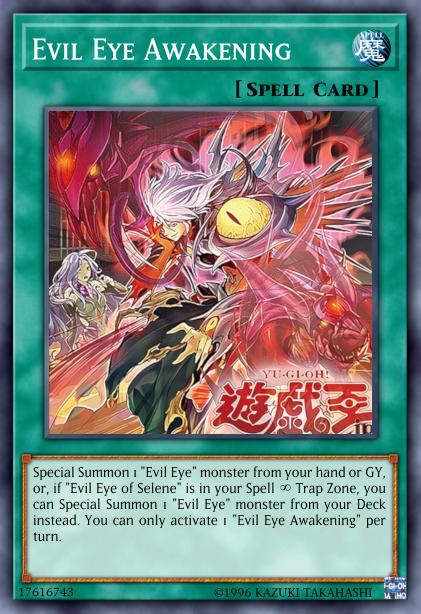 EVIL EYE AWAKENING
SPELL
魔
[SPELL CARD]
YU-GI-OH!
遊戯王
Special Summon 1 "Evil Eye" monster from your hand or GY,
or, if "Evil Eye of Selene" is in your Spell ∞ Trap Zone, you
can Special Summon 1 "Evil Eye" monster from your Deck
instead. You can only activate 1 "Evil Eye Awakening" per
turn.
17616743
©1996 KAZUKI TAKAHASHI